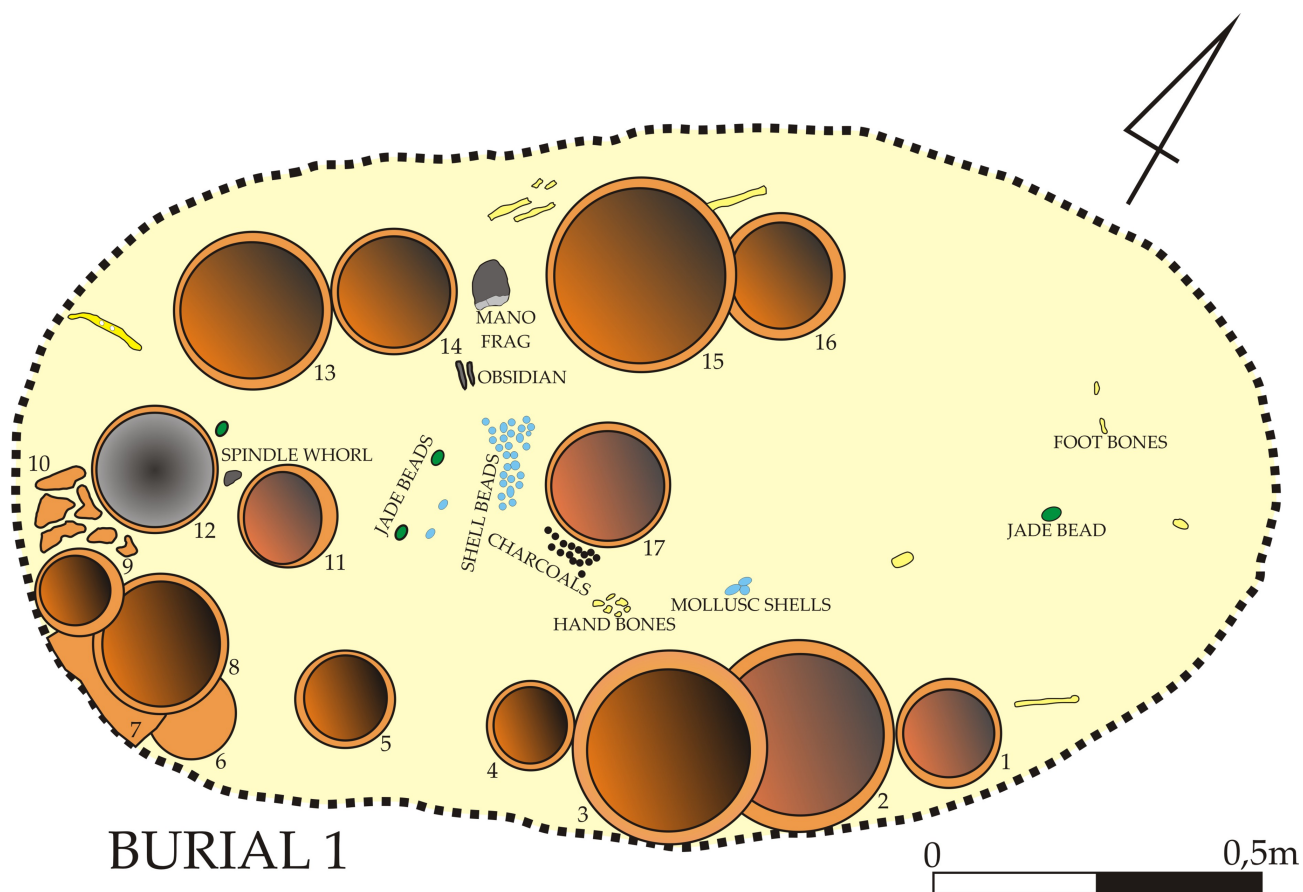 13
14
MANO
FRAG
OBSIDIAN
15
16
10
SPINDLE WHORL
12
11
9
JADE BEADS
SHELL BEADS
17
CHARCOALS
HAND BONES
MOLLUSC SHELLS
FOOT BONES
JADE BEAD
8
7
6
5
4
3
2
1
BURIAL 1
0
0,5m